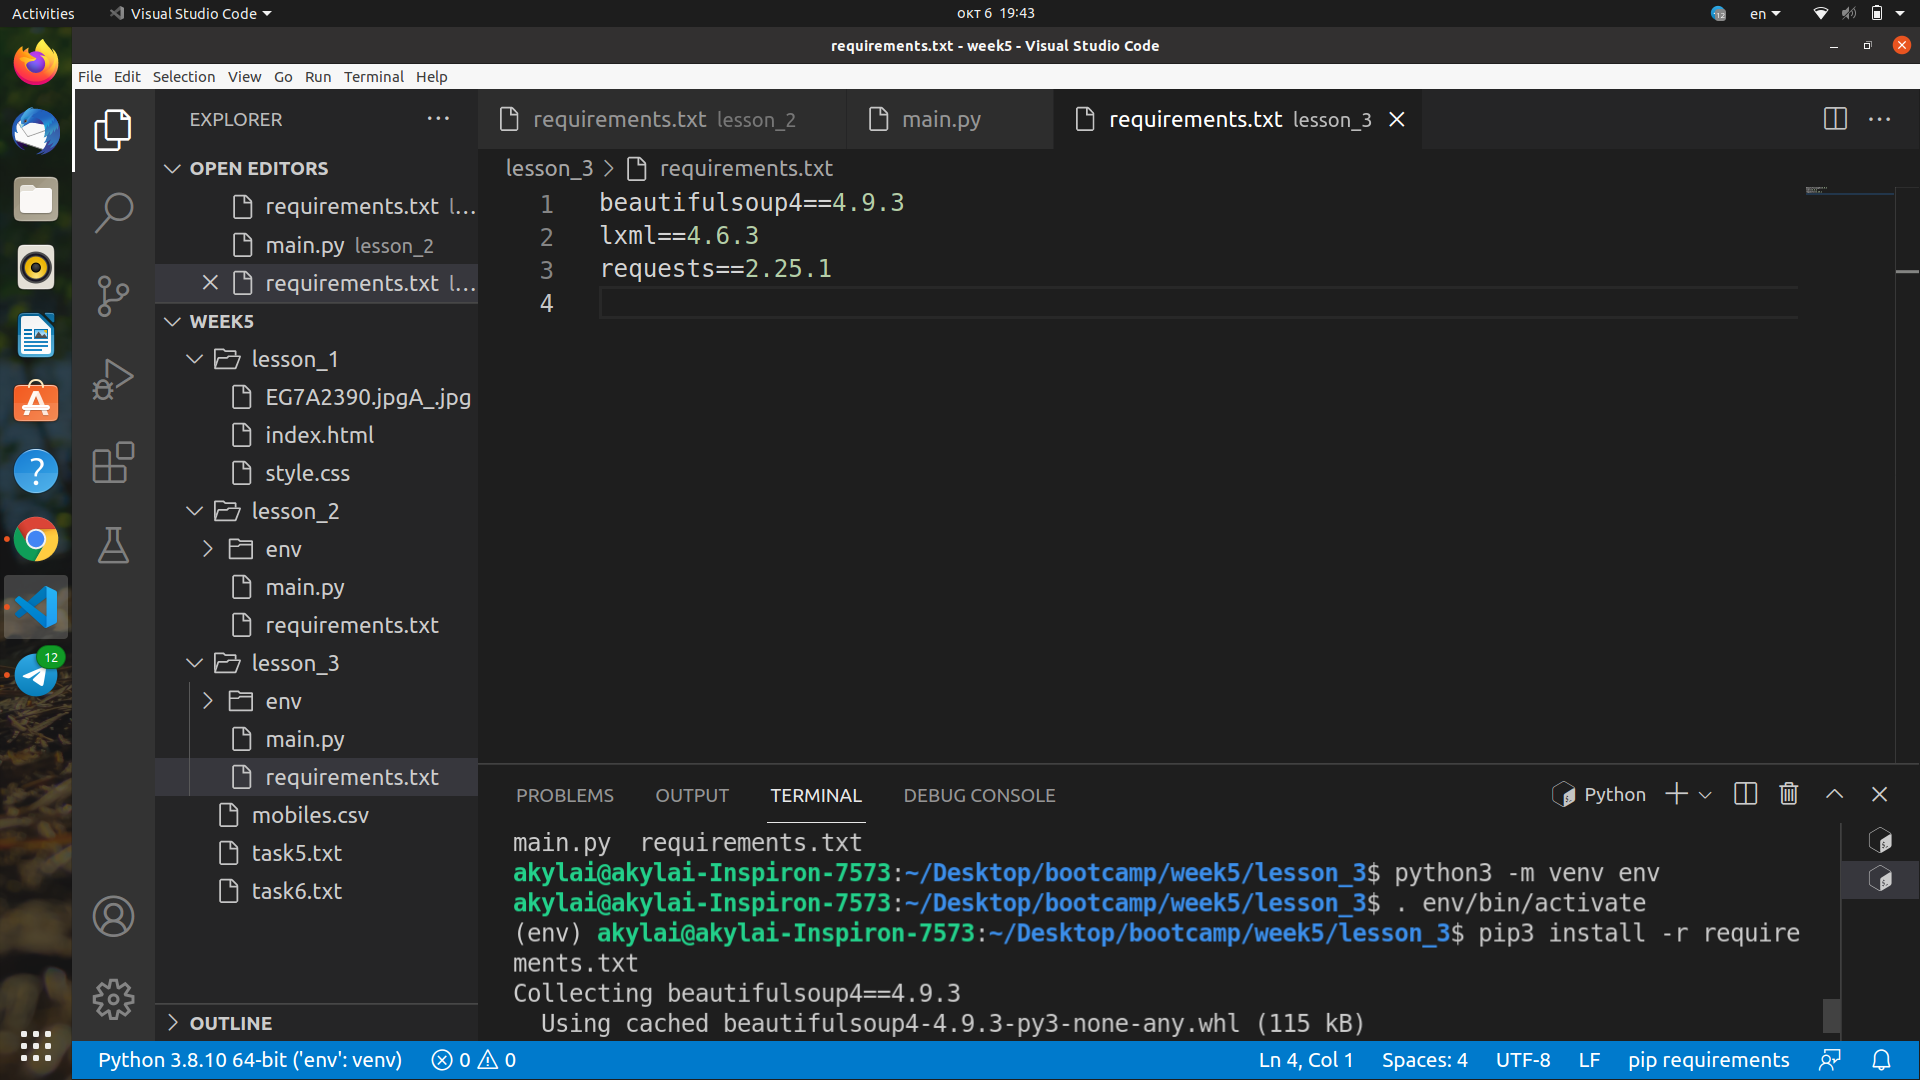 Activities
Visual Studio Code
окт 6 19:43
en
requirements.txt - week5 - Visual Studio Code
File Edit Selection View Go Run Terminal Help
EXPLORER
OPEN EDITORS
requirements.txt l...
main.py lesson_2
requirements.txt l...
WEEK5
lesson_1
EG7A2390.jpgA_.jpg
index.html
style.css
lesson_2
env
main.py
requirements.txt
lesson_3
env
main.py
requirements.txt
mobiles.csv
task5.txt
task6.txt
OUTLINE
12
requirements.txt lesson_2
main.py
requirements.txt lesson_3
lesson_3 > requirements.txt
1 beautifulsoup4==4.9.3
2 lxml==4.6.3
3 requests==2.25.1
4
PROBLEMS OUTPUT TERMINAL DEBUG CONSOLE
Python
main.py requirements.txt
akylai@akylai-Inspiron-7573:~/Desktop/bootcamp/week5/lesson_3$ python3 -m venv env
akylai@akylai-Inspiron-7573:~/Desktop/bootcamp/week5/lesson_3$ . env/bin/activate
(env) akylai@akylai-Inspiron-7573:~/Desktop/bootcamp/week5/lesson_3$ pip3 install -r require
ments.txt
Collecting beautifulsoup4==4.9.3
Using cached beautifulsoup4-4.9.3-py3-none-any.whl (115 kB)
Python 3.8.10 64-bit ('env': venv) 0 0
Ln 4, Col 1 Spaces: 4 UTF-8 LF pip requirements